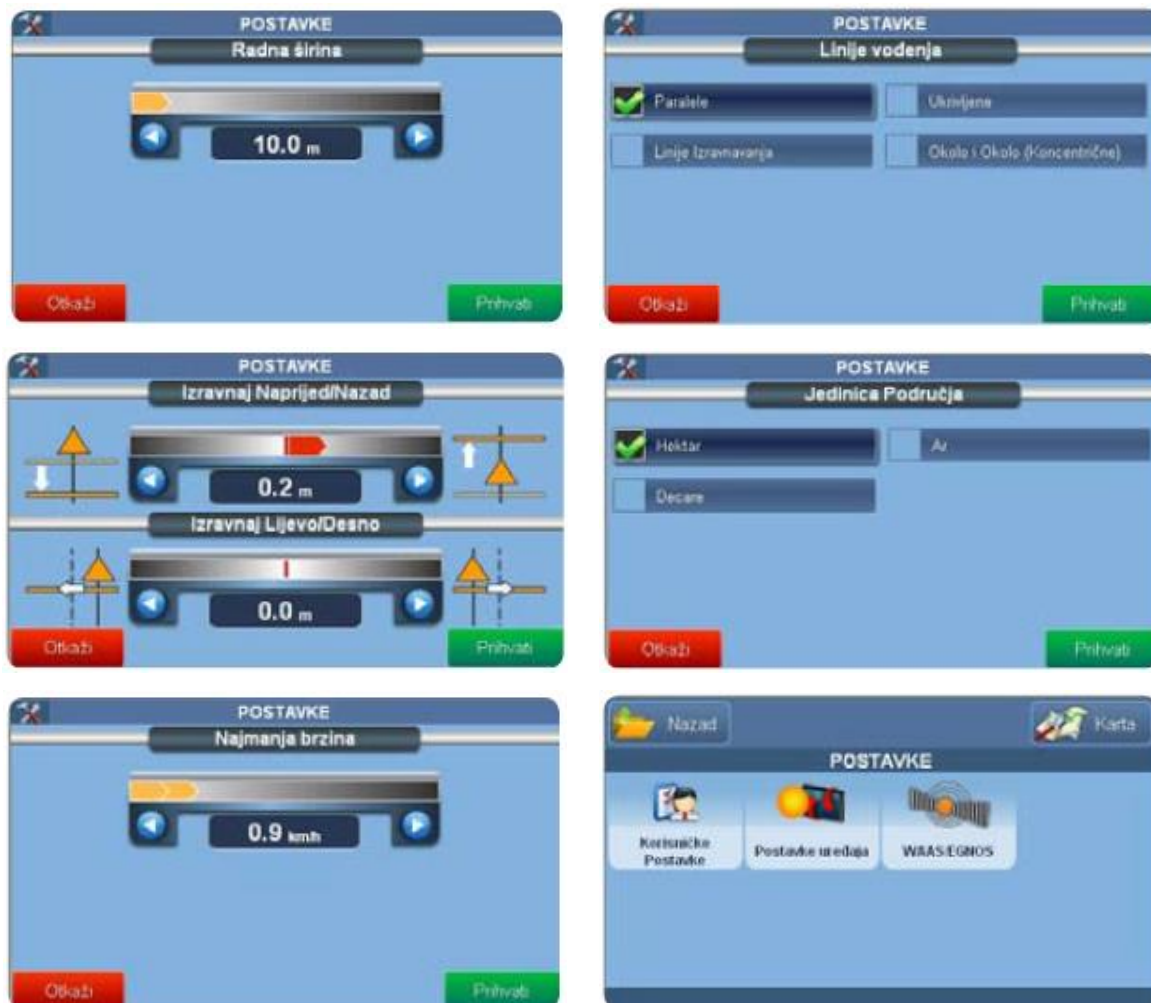 POSTAVKE
Radna širina
10.0 m
Otkaži
Prihvati
POSTAVKE
Linije vođenja
Paralele
Ukrivljene
Linije Izravnavanja
Okolo i Okolo (Koncentrične)
Otkaži
Prihvati
POSTAVKE
Izravnaj Naprijed/Nazad
0.2 m
Izravnaj Lijevo/Desno
0.0 m
Otkaži
Prihvati
POSTAVKE
Jedinica Područja
Hektar
Ar
Decare
Otkaži
Prihvati
POSTAVKE
Najmanja brzina
0.9 km/h
Otkaži
Prihvati
Nazad
Karta
POSTAVKE
Korisničke
Postavke
Postavke uređaja
WAAS/EGNOS